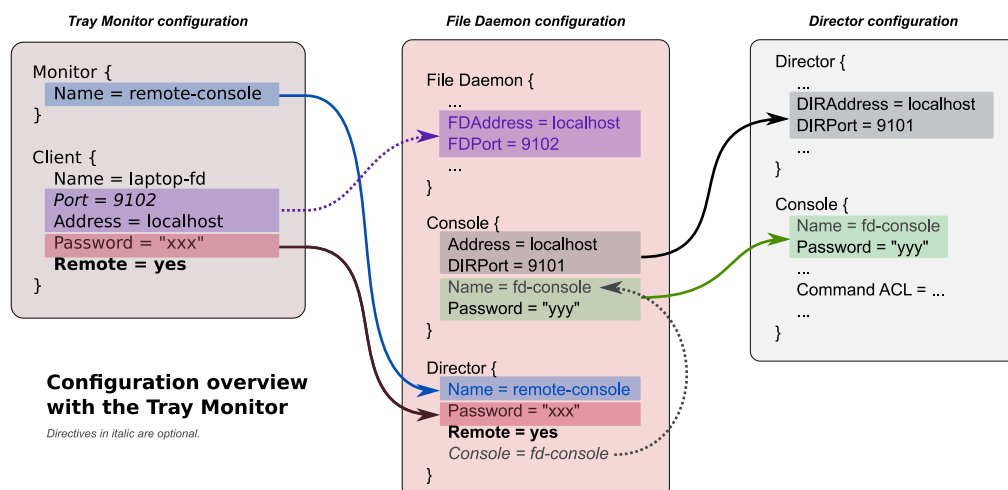 Tray Monitor configuration
Monitor {
Name = remote-console
}
Client {
Name = laptop-fd
Port = 9102
Address = localhost
Password = "xxx"
Remote = yes
}
Configuration overview
with the Tray Monitor
Directives in italic are optional.
File Daemon configuration
File Daemon {
...
FDAddress = localhost
FDPort = 9102
...
}
Console {
Address = localhost
DIRPort = 9101
Name = fd-console
Password = "yyy"
}
Director {
Name = remote-console
Password = "xxx"
Remote = yes
Console = fd-console
}
Director configuration
Director {
...
DIRAddress = localhost
DIRPort = 9101
...
}
Console {
Name = fd-console
Password = "yyy"
...
Command ACL = ...
...
}